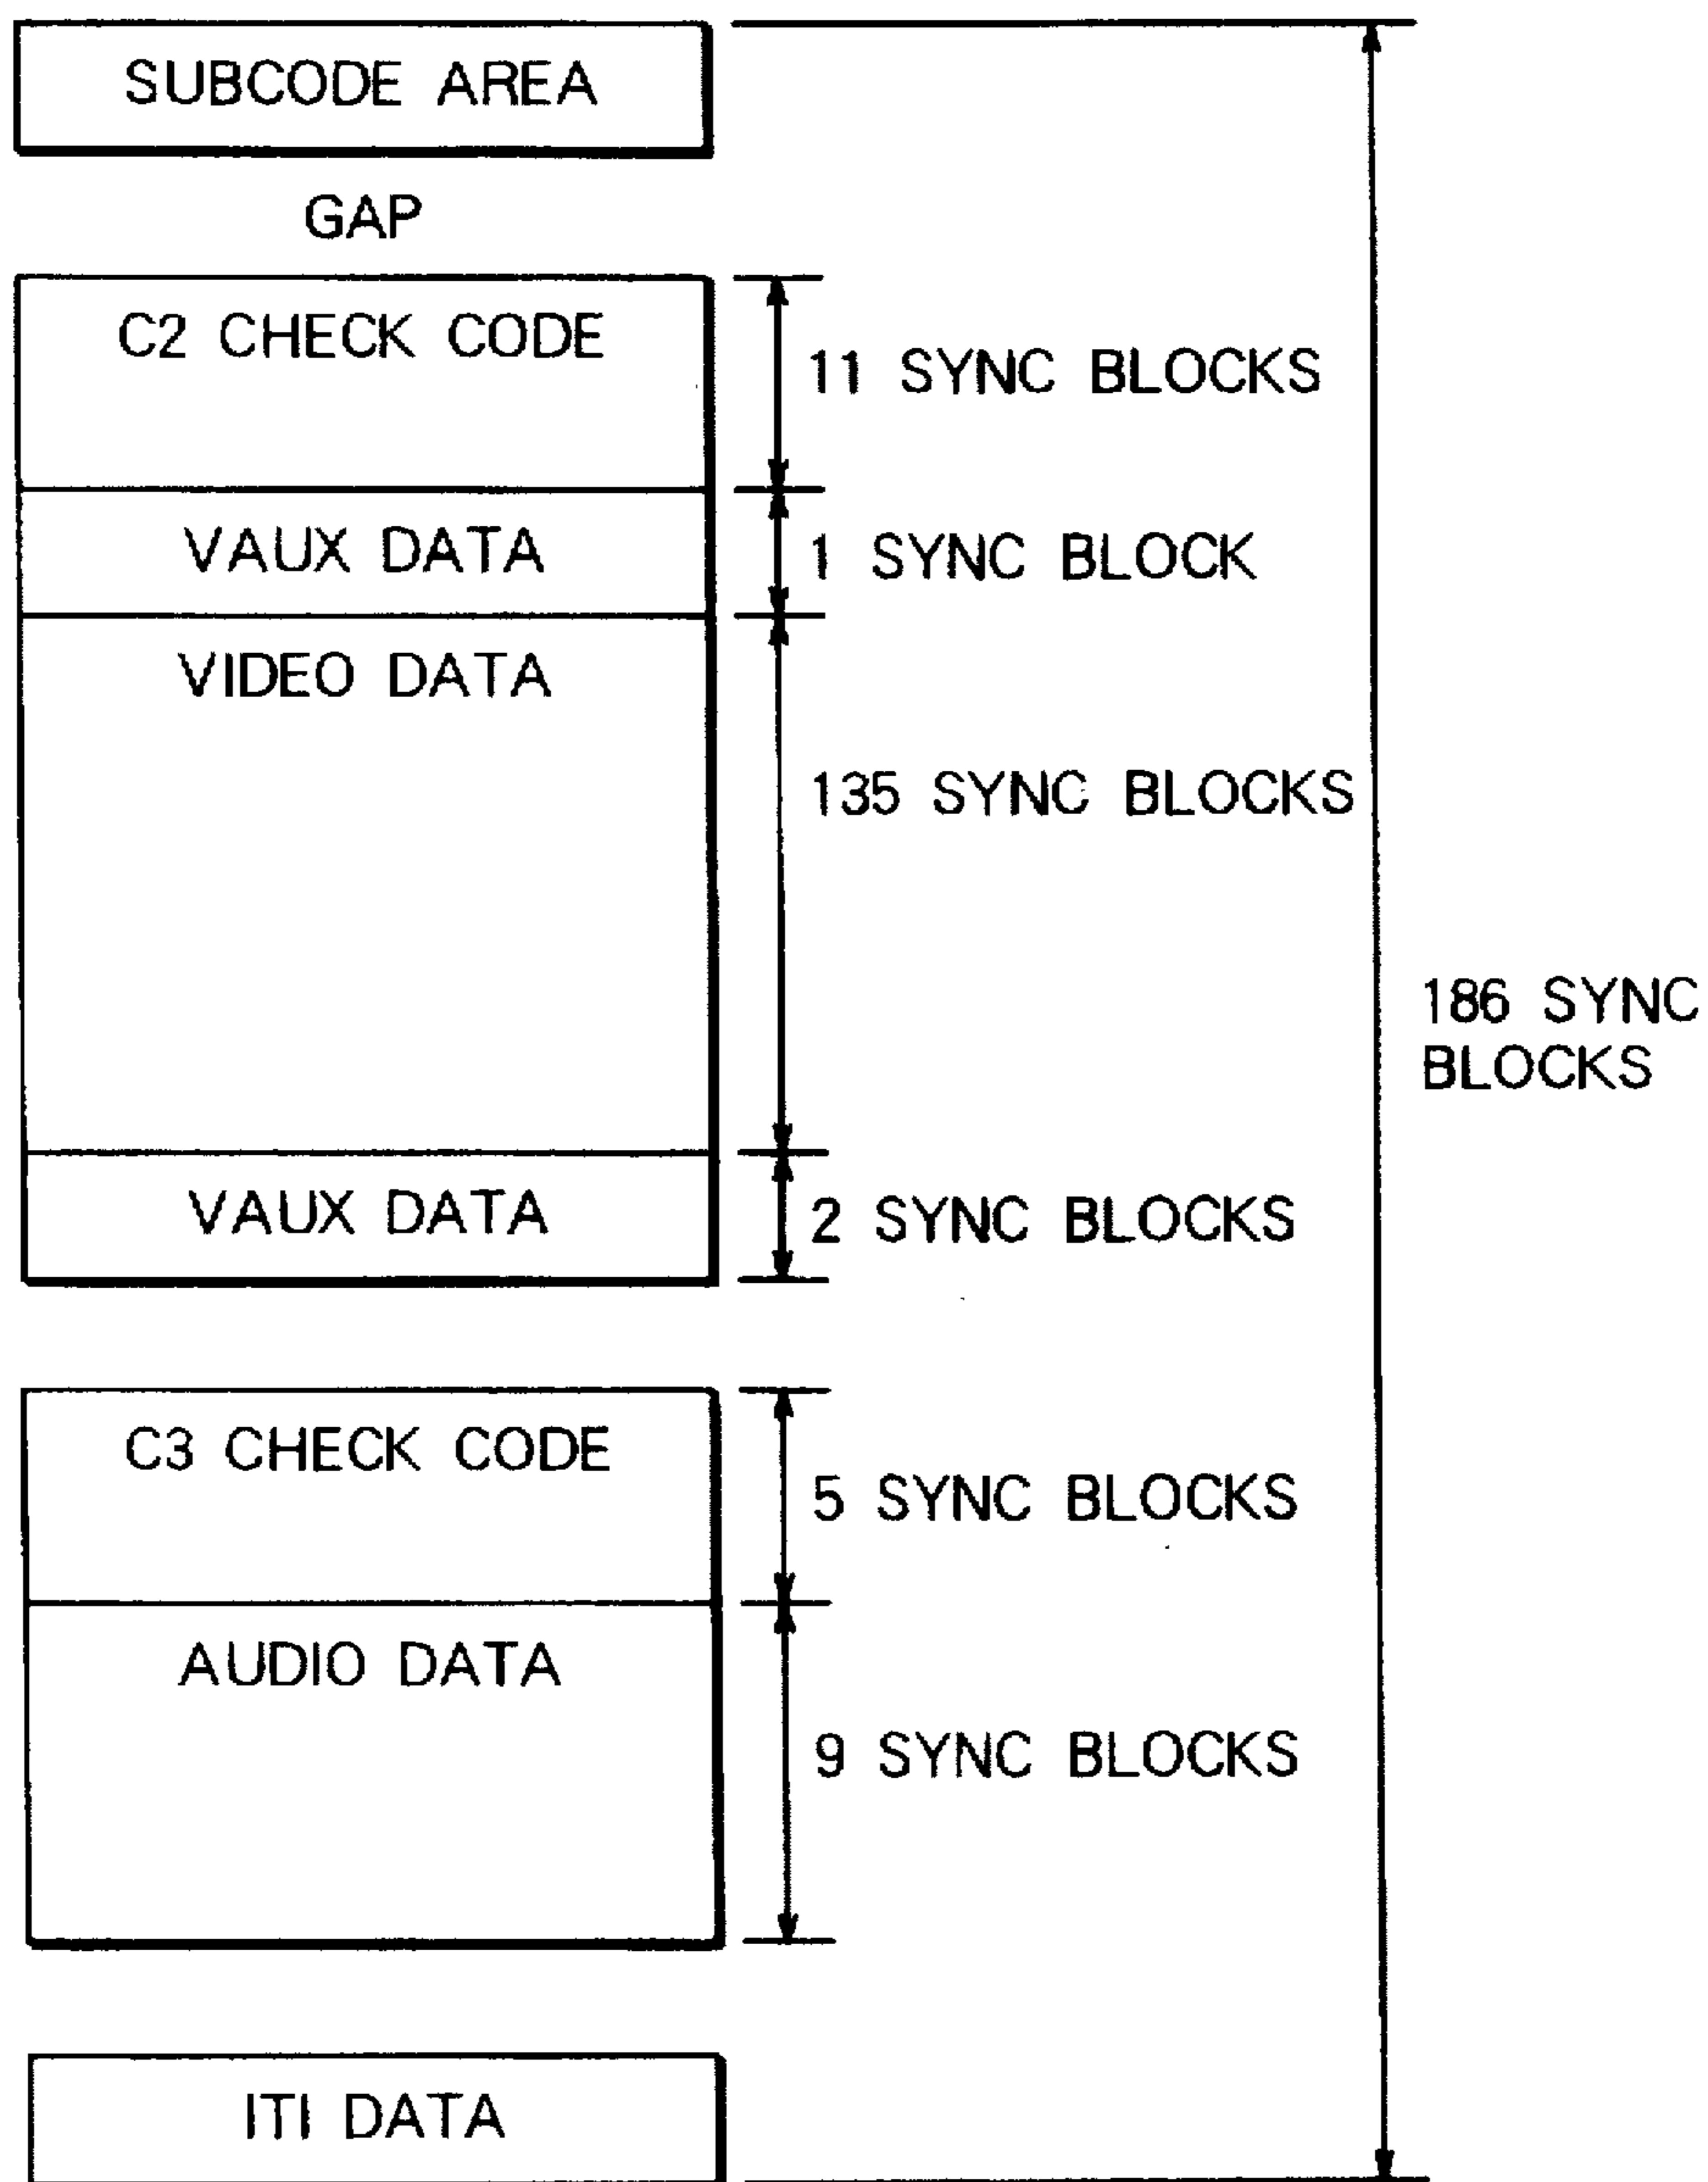 SUBCODE AREA
GAP
C2 CHECK CODE
11 SYNC BLOCKS
VAUX DATA
1 SYNC BLOCK
VIDEO DATA
135 SYNC BLOCKS
186 SYNC
BLOCKS
VAUX DATA
2 SYNC BLOCKS
C3 CHECK CODE
5 SYNC BLOCKS
AUDIO DATA
9 SYNC BLOCKS
ITI DATA